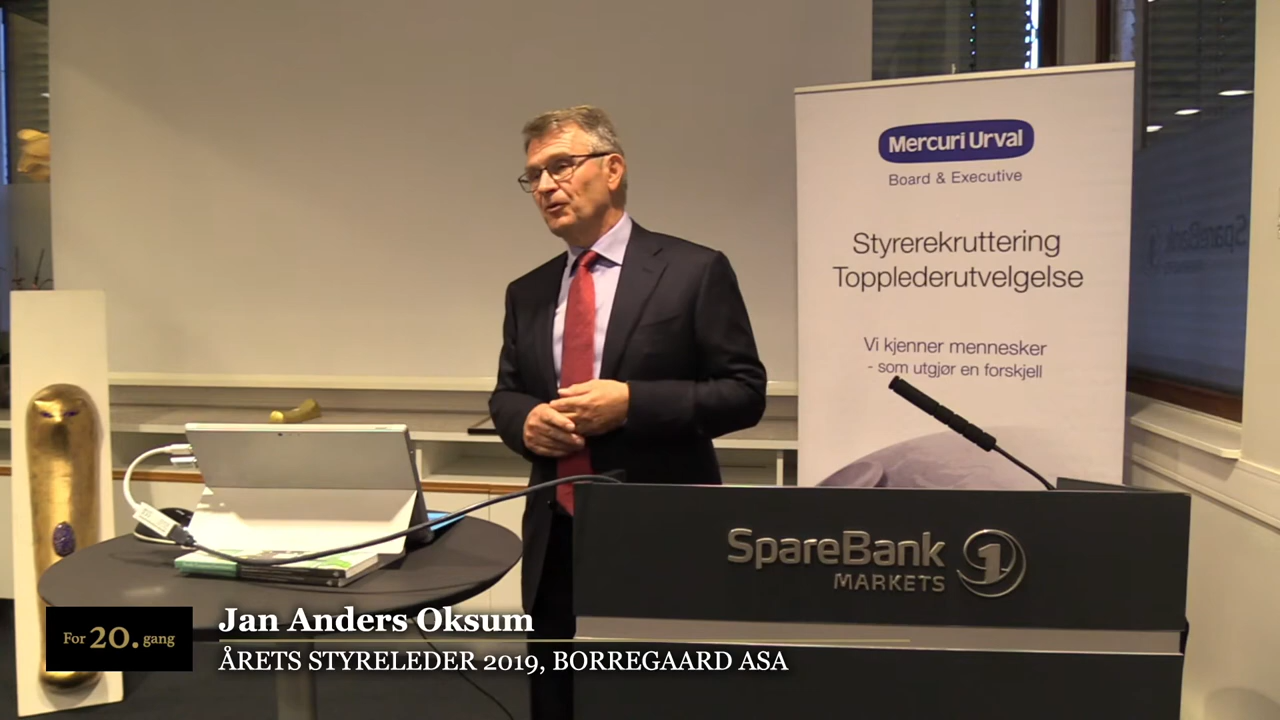 Mercuri Urval
Board & Executive
Styrerekruttering
Topplederutvelgelse
Vi kjenner mennesker
- som utgjør en forskjell
SpareBank
SpareBank 1
MARKETS
For 20. gang
Jan Anders Oksum
ÅRETS STYRELEDER 2019, BORREGAARD ASA